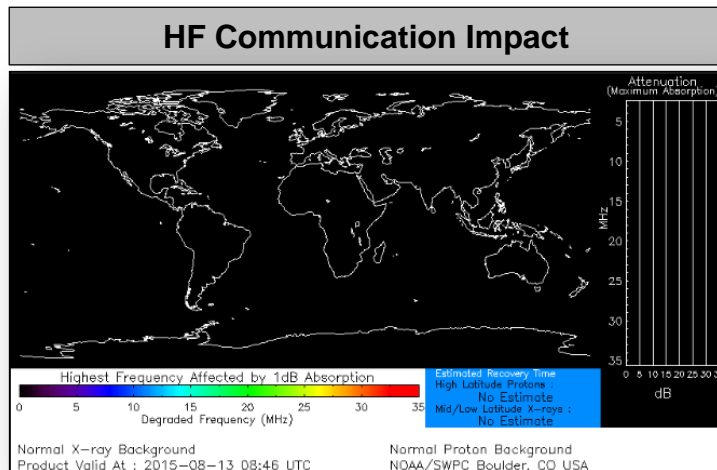 HF Communication Impact
Attenuation
(Maximum Absorption)
5
10
15
20
25
30
35
MHz
0 5 10 15 20 25 30
dB
Highest Frequency Affected by 1dB Absorption
0 5 10 15 20 25 30 35
Degraded Frequency (MHz)
Estimated Recovery Time
High Latitude Protons :
No Estimate
Mid/Low Latitude X-rays :
No Estimate
Normal X-ray Background
Product Valid At : 2015-08-13 08:46 UTC
Normal Proton Background
NOAA/SWPC Boulder, CO USA